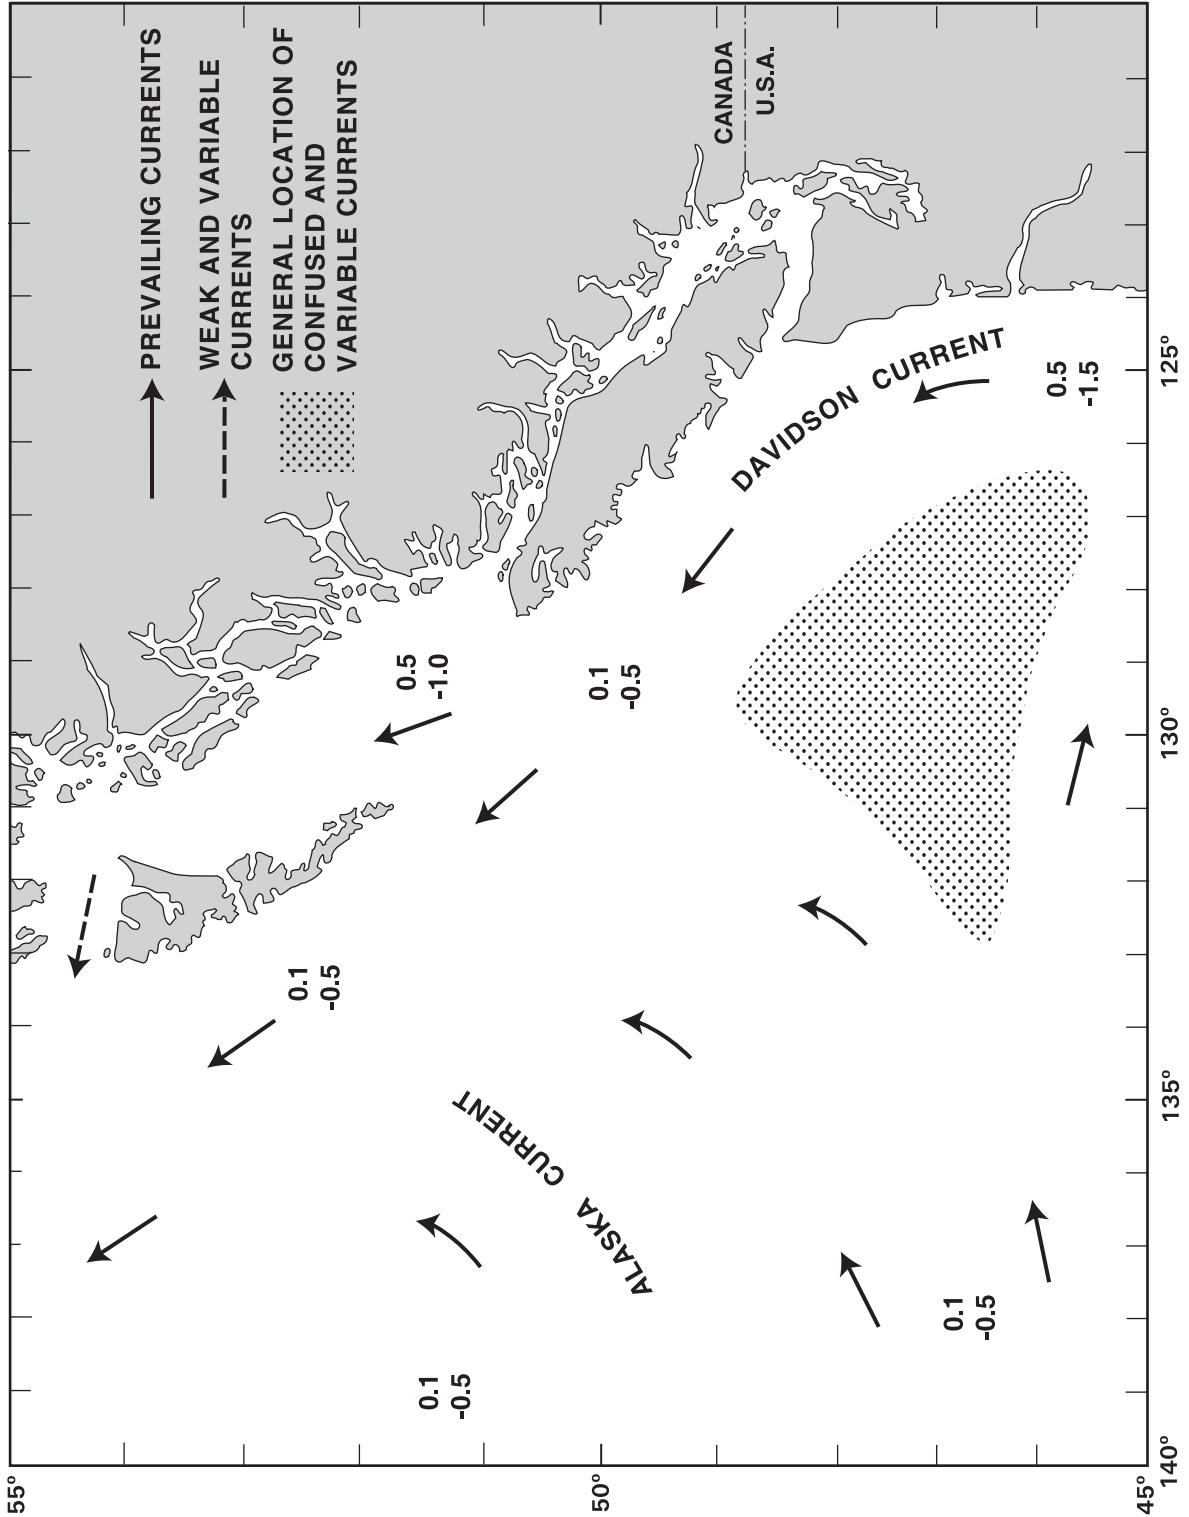 PREVAILING CURRENTS
WEAK AND VARIABLE
CURRENTS
GENERAL LOCATION OF
CONFUSED AND
VARIABLE CURRENTS
CANADA
U.S.A.
DAVIDSON CURRENT
0.5
-1.5
0.5
-1.0
0.1
-0.5
0.1
-0.5
ALASKA CURRENT
0.1
-0.5
0.1
-0.5
55°
50°
45°
140°
135°
130°
125°